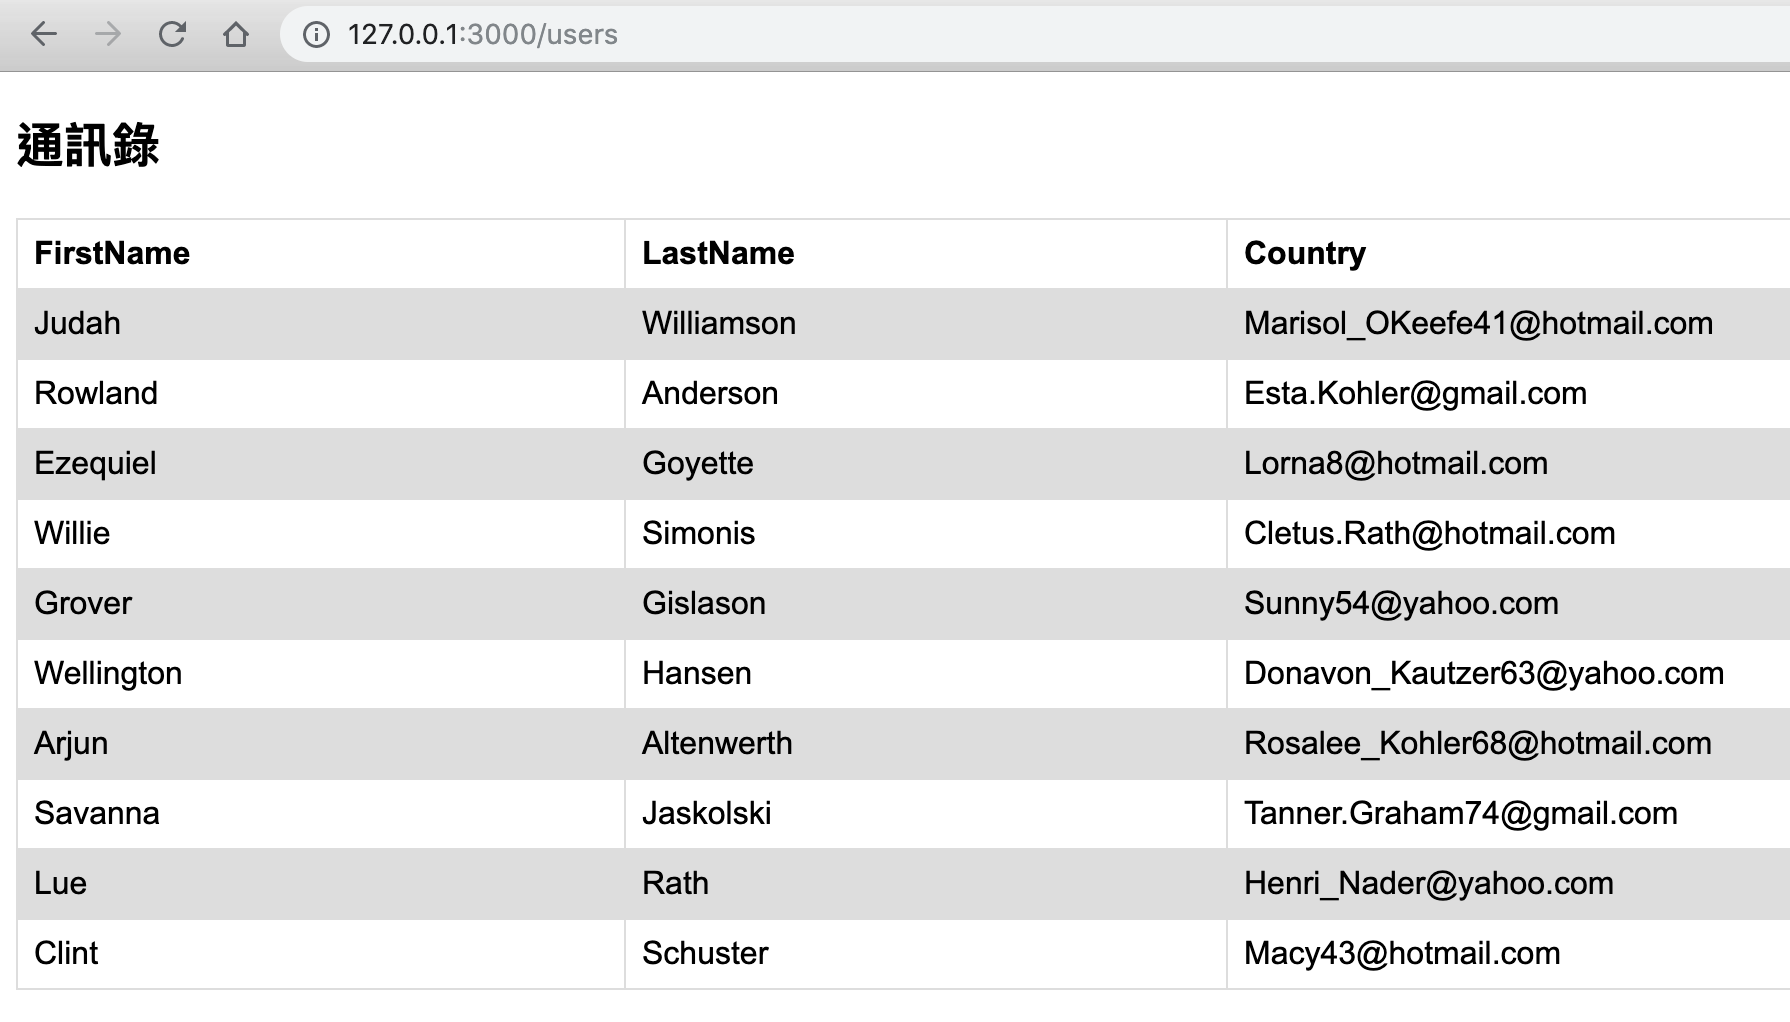 127.0.0.1:3000/users
通訊錄
FirstName LastName Country
Judah Williamson Marisol_OKeefe41@hotmail.com
Rowland Anderson Esta.Kohler@gmail.com
Ezequiel Goyette Lorna8@hotmail.com
Willie Simonis Cletus.Rath@hotmail.com
Grover Gislason Sunny54@yahoo.com
Wellington Hansen Donavon_Kautzer63@yahoo.com
Arjun Altenwerth Rosalee_Kohler68@hotmail.com
Savanna Jaskolski Tanner.Graham74@gmail.com
Lue Rath Henri_Nader@yahoo.com
Clint Schuster Macy43@hotmail.com